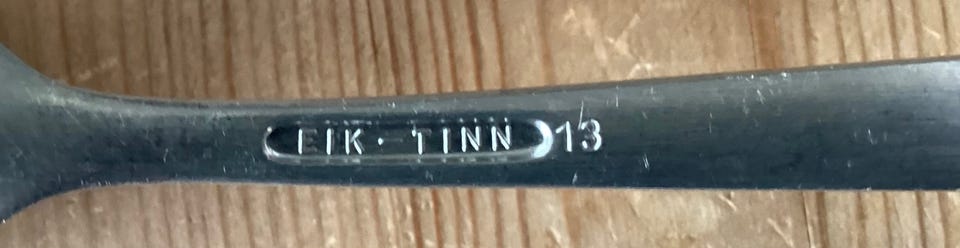 EIK · TINN 13